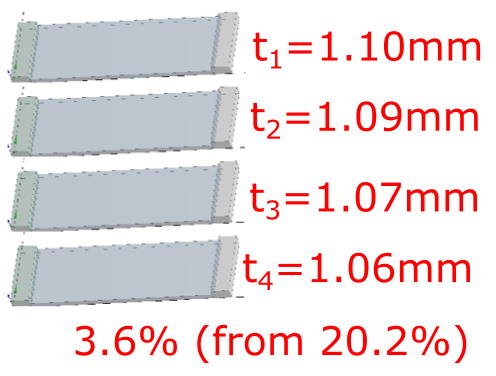 t₁=1.10mm
t₂=1.09mm
t₃=1.07mm
t₄=1.06mm
3.6% (from 20.2%)